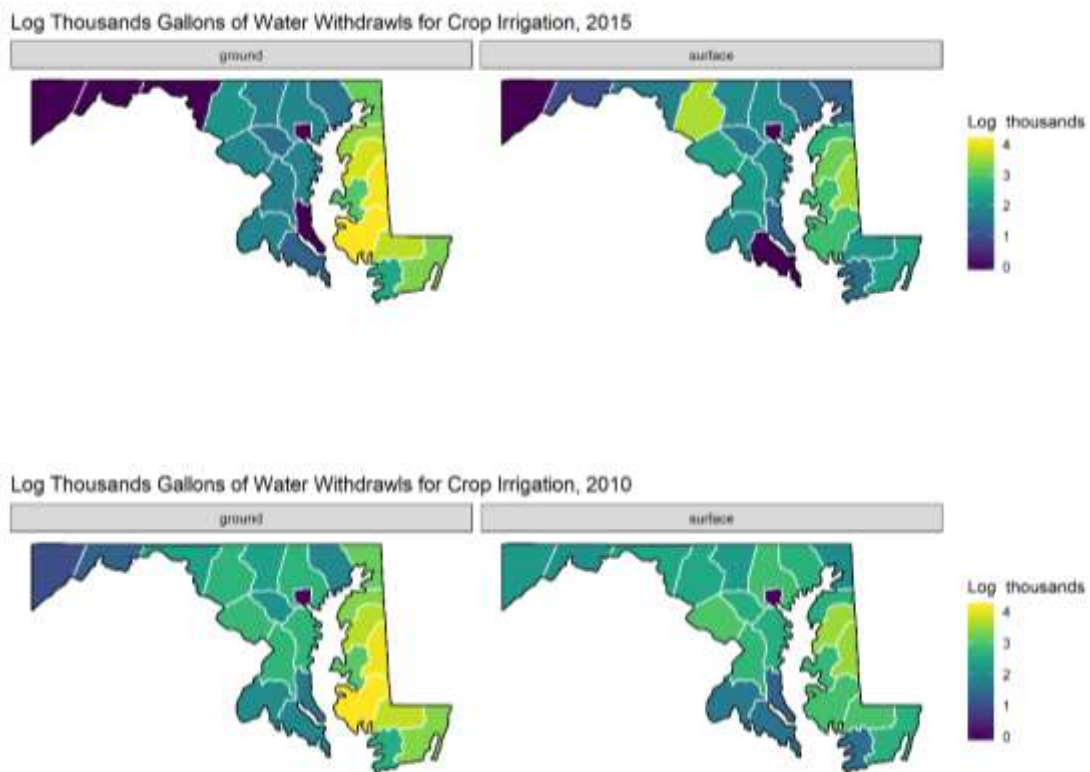 Log Thousands Gallons of Water Withdrawls for Crop Irrigation, 2015
ground
surface
Log thousands
4
3
2
1
0
Log Thousands Gallons of Water Withdrawls for Crop Irrigation, 2010
ground
surface
Log thousands
4
3
2
1
0